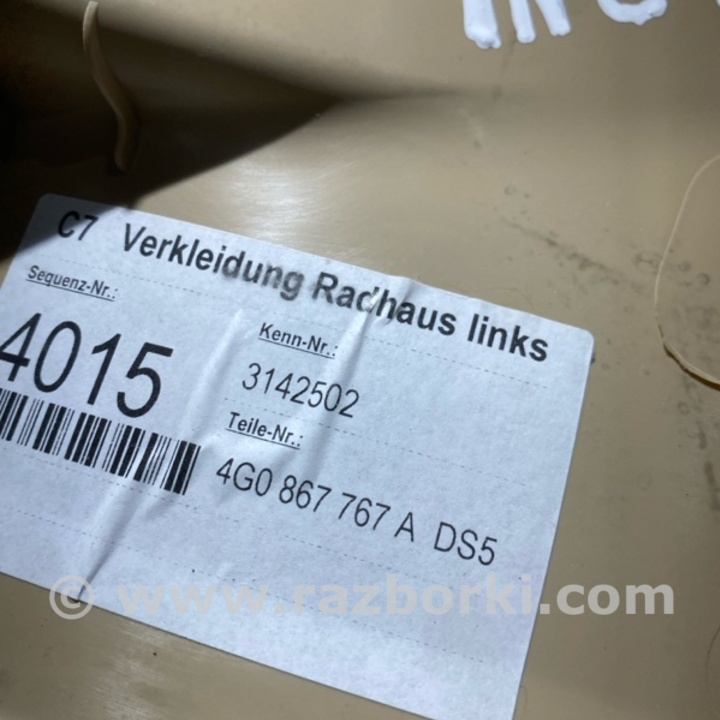 C7 Verkleidung Radhaus links
Sequenz-Nr.:
4015
Kenn-Nr.:
3142502
Teile-Nr.:
4G0 867 767 A DS5
© www.razborki.com